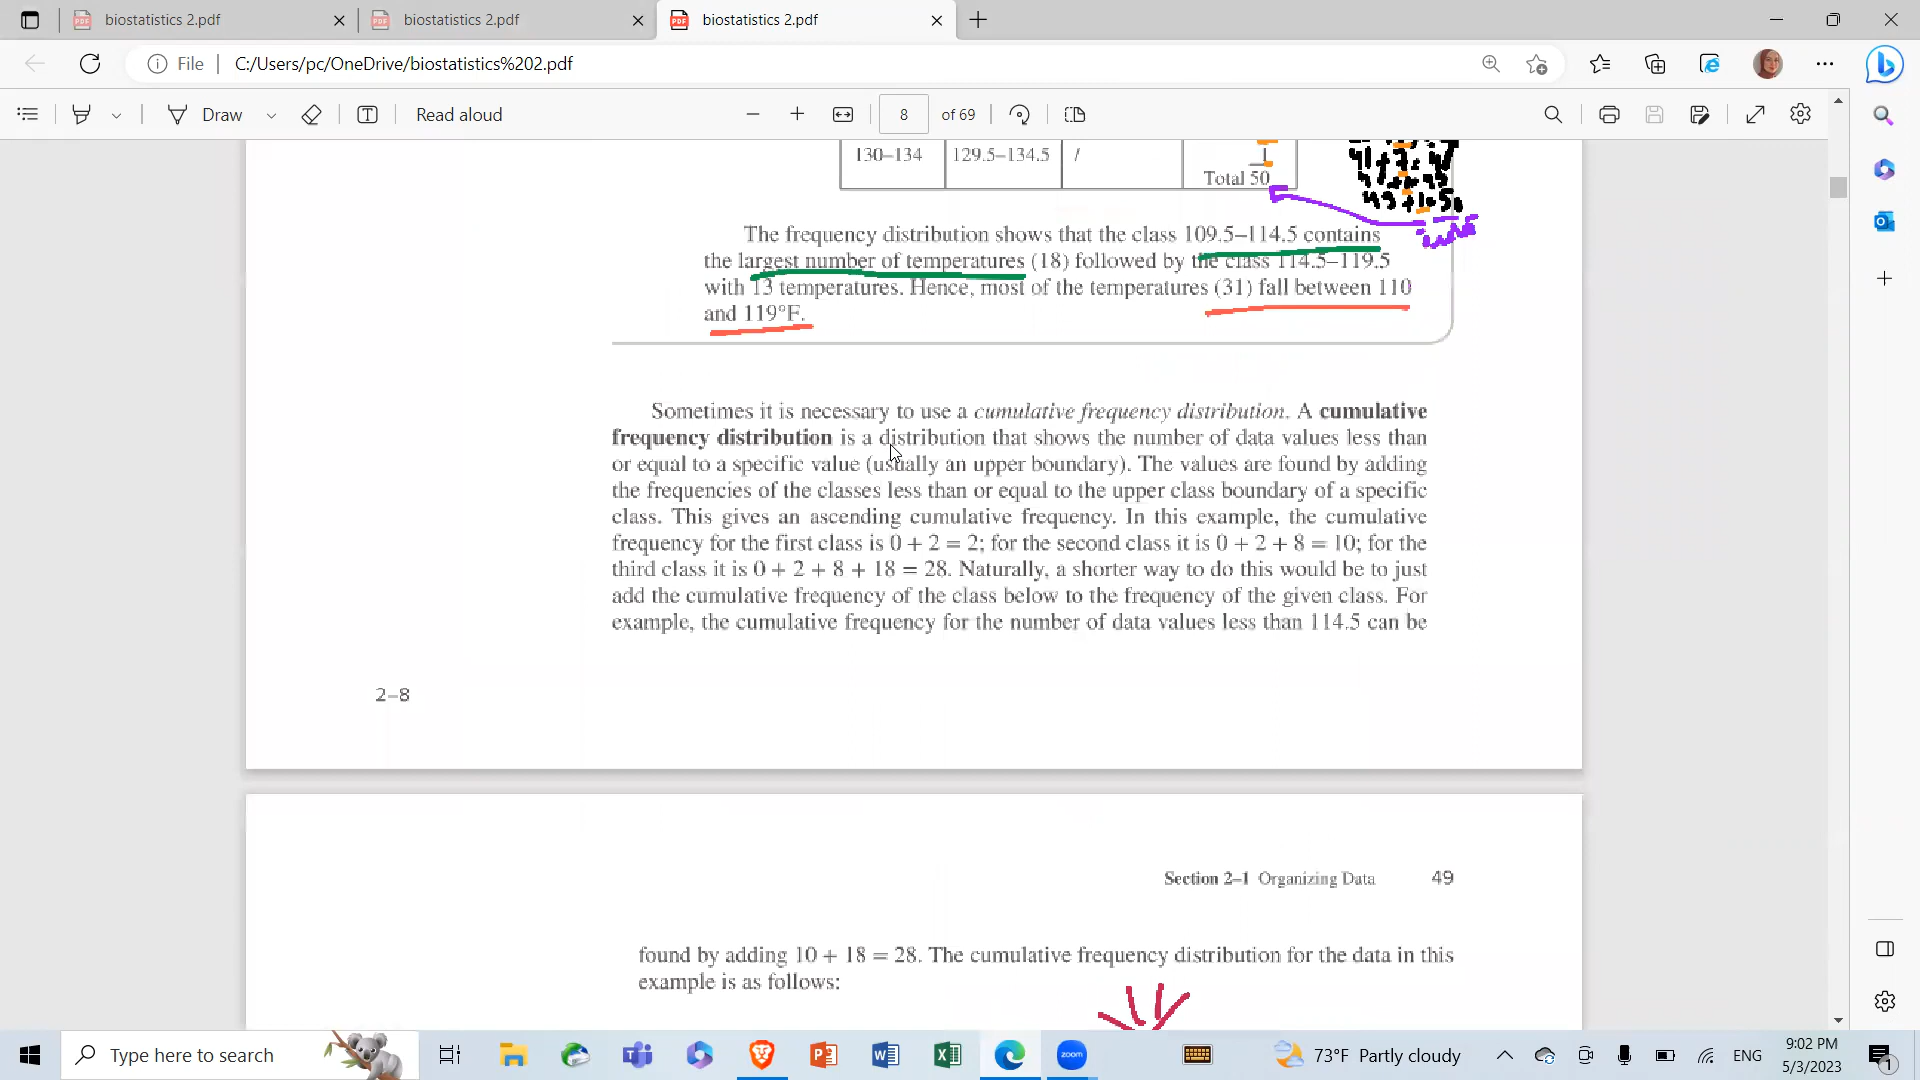 biostatistics 2.pdf
biostatistics 2.pdf
biostatistics 2.pdf
File
C:/Users/pc/OneDrive/biostatistics%202.pdf
Draw
Read aloud
8
of 69
130–134 129.5–134.5 / 1
Total 50
The frequency distribution shows that the class 109.5–114.5 contains
the largest number of temperatures (18) followed by the class 114.5–119.5
with 13 temperatures. Hence, most of the temperatures (31) fall between 110
and 119°F.
Sometimes it is necessary to use a cumulative frequency distribution. A cumulative
frequency distribution is a distribution that shows the number of data values less than
or equal to a specific value (usually an upper boundary). The values are found by adding
the frequencies of the classes less than or equal to the upper class boundary of a specific
class. This gives an ascending cumulative frequency. In this example, the cumulative
frequency for the first class is 0 + 2 = 2; for the second class it is 0 + 2 + 8 = 10; for the
third class it is 0 + 2 + 8 + 18 = 28. Naturally, a shorter way to do this would be to just
add the cumulative frequency of the class below to the frequency of the given class. For
example, the cumulative frequency for the number of data values less than 114.5 can be
2–8
Section 2–1 Organizing Data 49
found by adding 10 + 18 = 28. The cumulative frequency distribution for the data in this
example is as follows:
Type here to search
zoom
73°F Partly cloudy
ENG
9:02 PM
5/3/2023
1